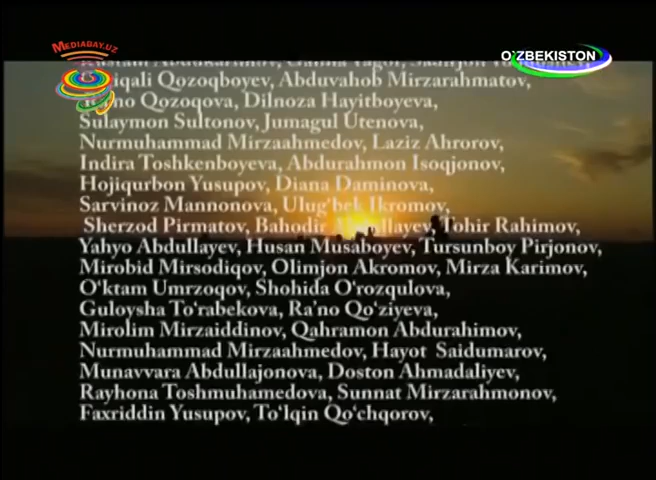 MEDIABAY.UZ
O'ZBEKISTON
Qozoqboyev, Abduvahob Mirzarahmatov,
Qozoqova, Dilnoza Hayitboyeva,
Sulaymon Sultonov, Jumagul Utenova,
Nurmuhammad Mirzaahmedov, Laziz Ahrorov,
Indira Toshkenboyeva, Abdurahmon Isoqjonov,
Hojiqurbon Yusupov, Diana Daminova,
Sarvinoz Mannonova, Ulug‘bek Ikromov,
Sherzod Pirmatov, Bahodir Abdullayev, Tohir Rahimov,
Yahyo Abdullayev, Husan Musaboyev, Tursunboy Pirjonov,
Mirobid Mirsodiqov, Olimjon Akromov, Mirza Karimov,
O‘ktam Umrzoqov, Shohida O‘rozqulova,
Guloysha To‘rabekova, Ra’no Qo‘ziyeva,
Mirolim Mirzaiddinov, Qahramon Abdurahimov,
Nurmuhammad Mirzaahmedov, Hayot Saidumarov,
Munavvara Abdullajonova, Doston Ahmadaliyev,
Rayhona Toshmuhamedova, Sunnat Mirzarahmonov,
Faxriddin Yusupov, To‘lqin Qo‘chqorov,